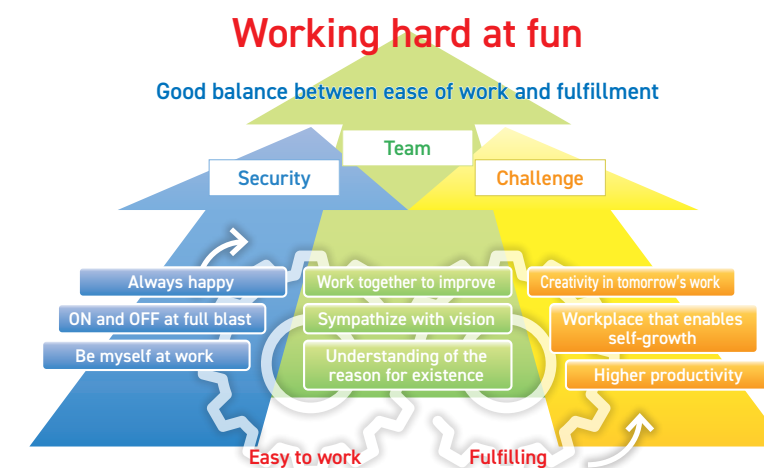 Working hard at fun
Good balance between ease of work and fulfillment
Team
Security
Challenge
Always happy
ON and OFF at full blast
Be myself at work
Work together to improve
Sympathize with vision
Understanding of the
reason for existence
Creativity in tomorrow's work
Workplace that enables
self-growth
Higher productivity
Easy to work
Fulfilling